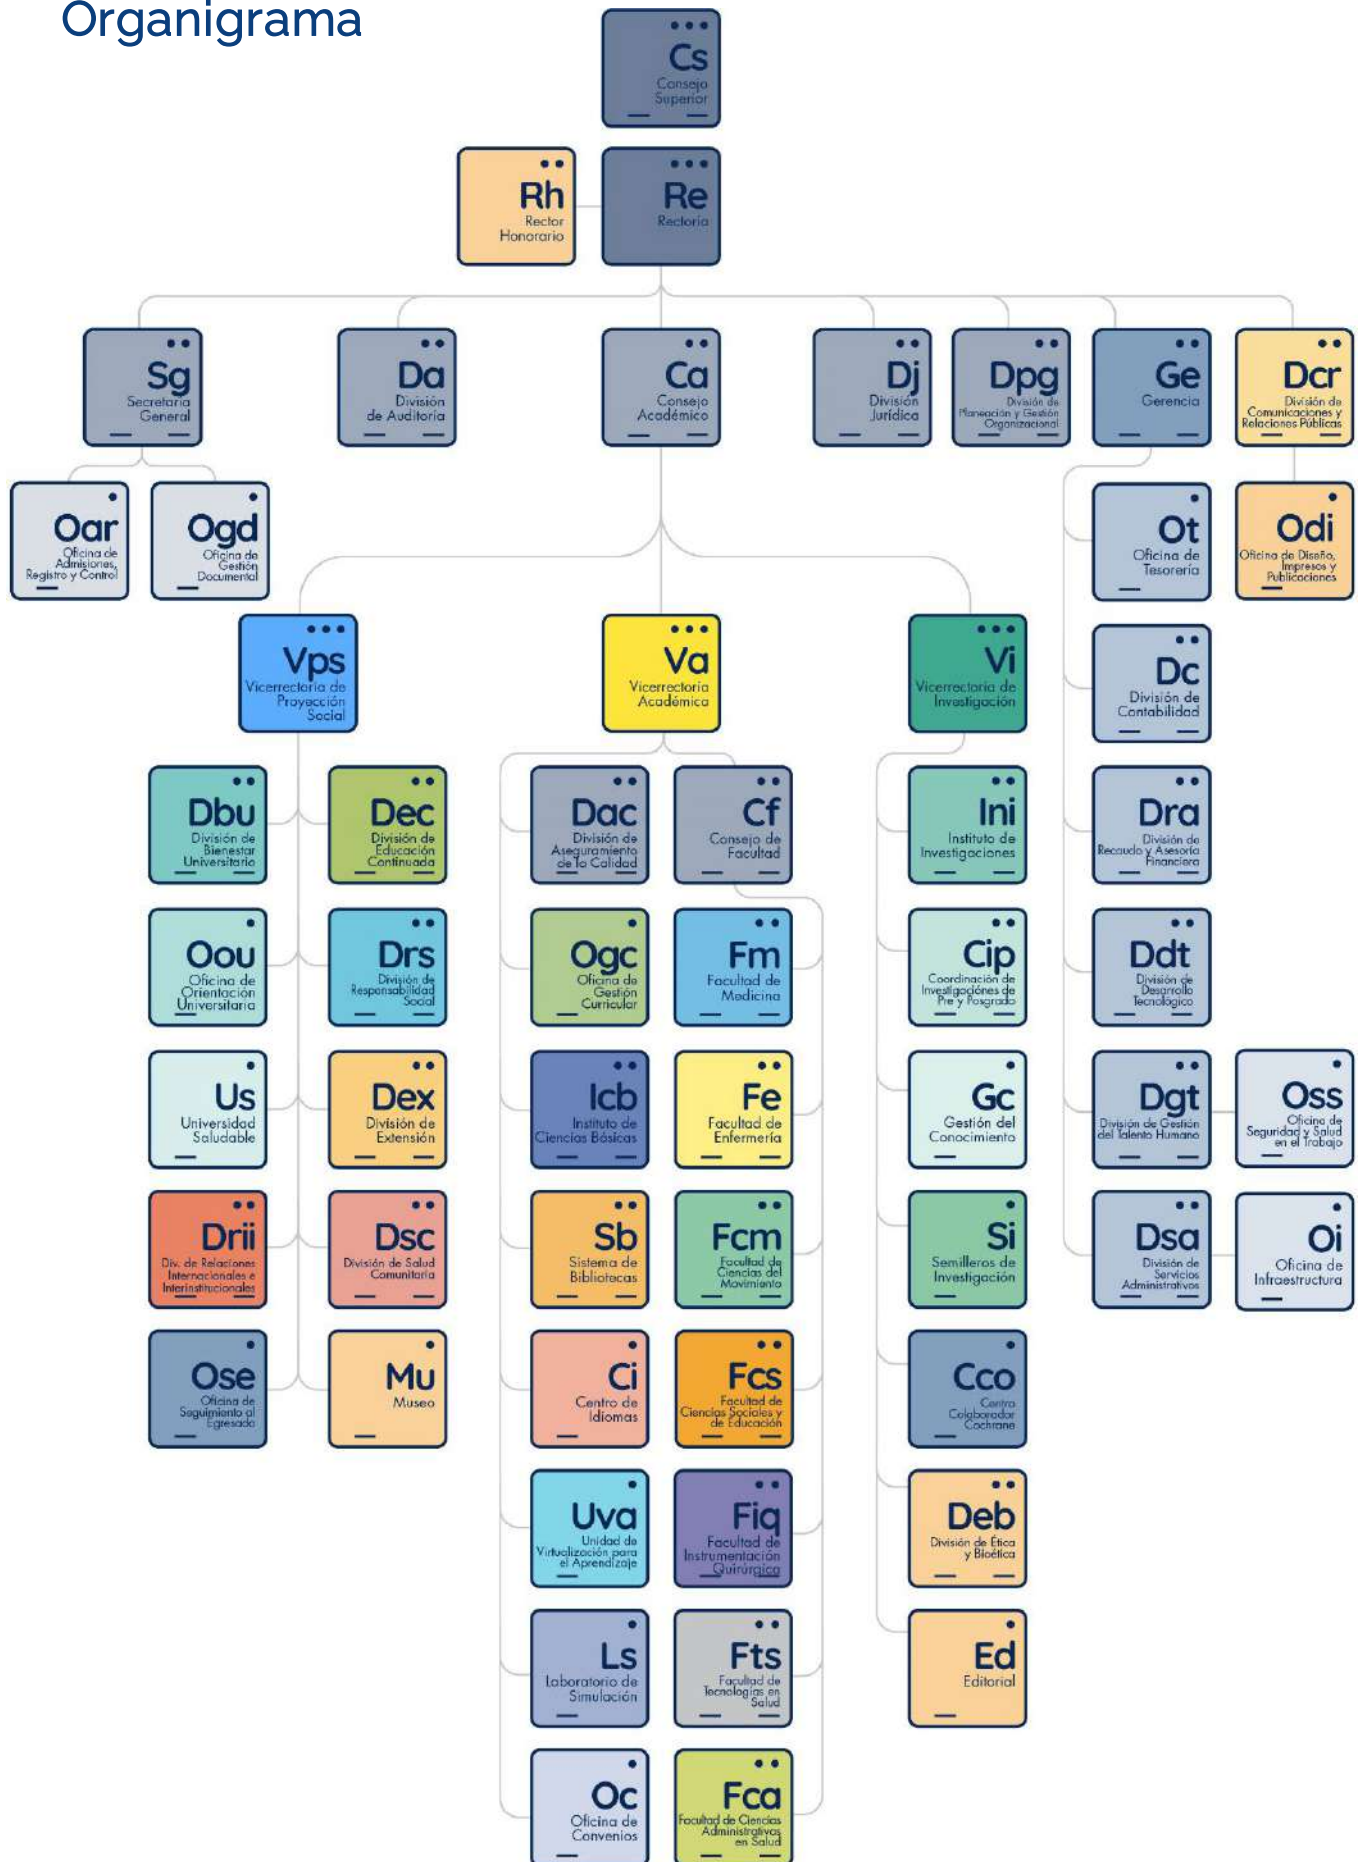 Organigrama
Cs
Consejo
Superior
Rh
Rector
Honorario
Re
Rectoría
Sg
Secretaría
General
Da
División
de Auditoría
Ca
Consejo
Académico
Dj
División
Jurídica
Dpg
División de
Planeación y Gestión
Organizacional
Ge
Gerencia
Dcr
División de
Comunicaciones y
Relaciones Públicas
Oar
Oficina de
Admisiones,
Registro y Control
Ogd
Oficina de
Gestión
Documental
Ot
Oficina de
Tesorería
Odi
Oficina de Diseño,
Impresos y
Publicaciones
Vps
Vicerrectoría de
Proyección
Social
Va
Vicerrectoría
Académica
Vi
Vicerrectoría de
Investigación
Dc
División de
Contabilidad
Dbu
División de
Bienestar
Universitario
Dec
División de
Educación
Continuada
Dac
División de
Aseguramiento
de la Calidad
Cf
Consejo de
Facultad
Ini
Instituto de
Investigaciones
Dra
División de
Recaudo y Asesoría
Financiera
Oou
Oficina de
Orientación
Universitaria
Drs
División de
Responsabilidad
Social
Ogc
Oficina de
Gestión
Curricular
Fm
Facultad de
Medicina
Cip
Coordinación de
Investigaciónes de
Pre y Posgrado
Ddt
División de
Desarrollo
Tecnológico
Us
Universidad
Saludable
Dex
División de
Extensión
Icb
Instituto de
Ciencias Básicas
Fe
Facultad de
Enfermería
Gc
Gestión del
Conocimiento
Dgt
División de Gestión
del Talento Humano
Oss
Oficina de
Seguridad y Salud
en el Trabajo
Drii
Div. de Relaciones
Internacionales e
Interinstitucionales
Dsc
División de Salud
Comunitaria
Sb
Sistema de
Bibliotecas
Fcm
Facultad de
Ciencias del
Movimiento
Si
Semilleros de
Investigación
Dsa
División de
Servicios
Administrativos
Oi
Oficina de
Infraestructura
Ose
Oficina de
Seguimiento al
Egresado
Mu
Museo
Ci
Centro de
Idiomas
Fcs
Facultad de
Ciencias Sociales y
de Educación
Cco
Centro
Colaborador
Cochrane
Uva
Unidad de
Virtualización para
el Aprendizaje
Fiq
Facultad de
Instrumentación
Quirúrgica
Deb
División de Ética
y Bioética
Ls
Laboratorio de
Simulación
Fts
Facultad de
Tecnologías en
Salud
Ed
Editorial
Oc
Oficina de
Convenios
Fca
Facultad de Ciencias
Administrativas
en Salud